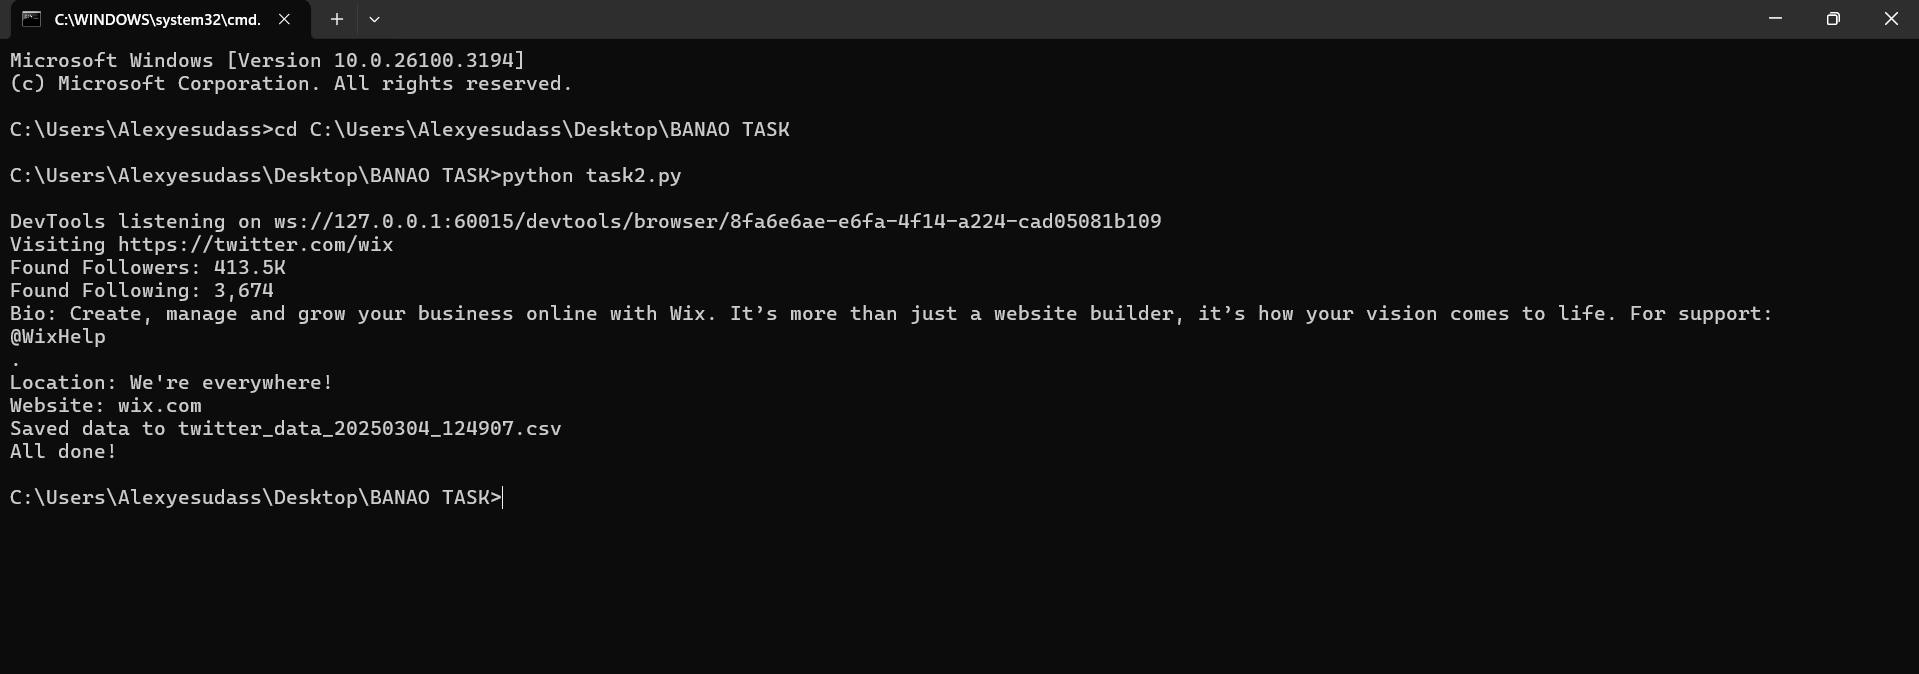 C:\WINDOWS\system32\cmd.
Microsoft Windows [Version 10.0.26100.3194]
(c) Microsoft Corporation. All rights reserved.
C:\Users\Alexyesudass>cd C:\Users\Alexyesudass\Desktop\BANAO TASK
C:\Users\Alexyesudass\Desktop\BANAO TASK>python task2.py
DevTools listening on ws://127.0.0.1:60015/devtools/browser/8fa6e6ae-e6fa-4f14-a224-cad05081b109
Visiting https://twitter.com/wix
Found Followers: 413.5K
Found Following: 3,674
Bio: Create, manage and grow your business online with Wix. It’s more than just a website builder, it’s how your vision comes to life. For support:
@WixHelp
.
Location: We're everywhere!
Website: wix.com
Saved data to twitter_data_20250304_124907.csv
All done!
C:\Users\Alexyesudass\Desktop\BANAO TASK>